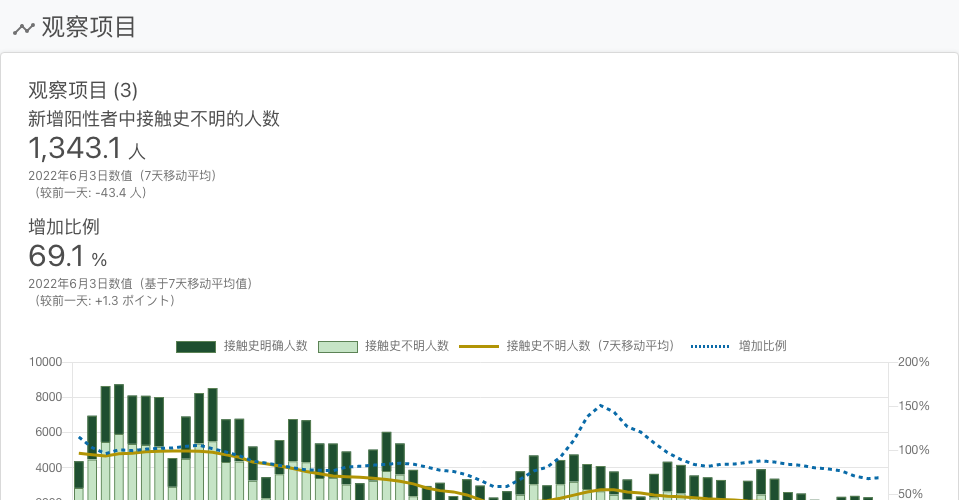 观察项目
观察项目 (3)
新增阳性者中接触史不明的人数
1,343.1 人
2022年6月3日数值（7天移动平均）
（较前一天: -43.4 人）
增加比例
69.1 %
2022年6月3日数值（基于7天移动平均值）
（较前一天: +1.3 ポイント）
接触史明确人数 接触史不明人数 接触史不明人数（7天移动平均） 增加比例
10000 200%
8000
150%
6000
100%
4000
50%